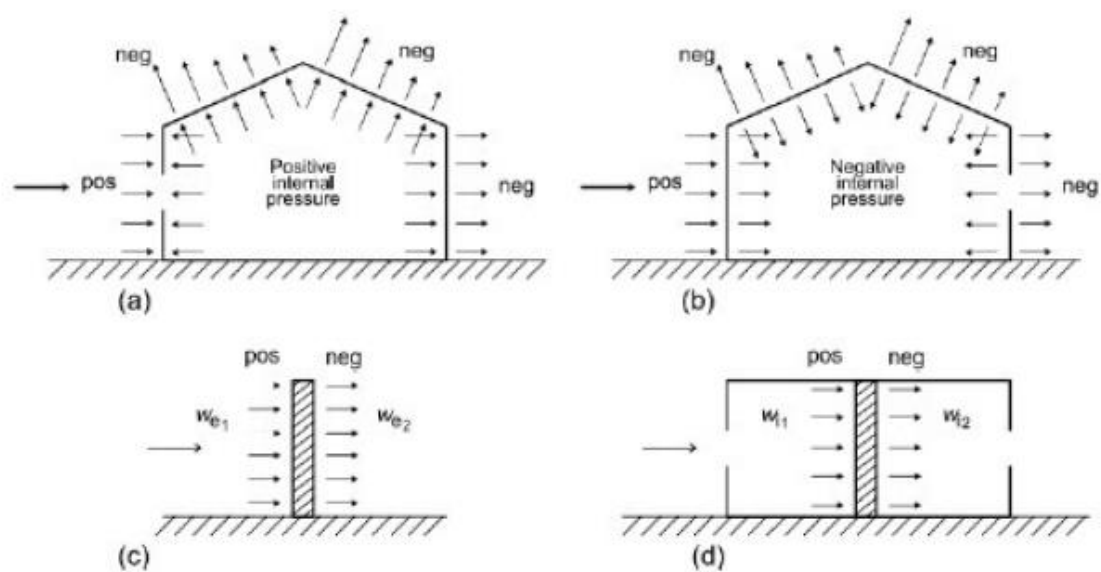 neg
neg
pos
Positive
internal
pressure
neg
(a)
neg
neg
pos
Negative
internal
pressure
neg
(b)
pos neg
We1
We2
(c)
pos neg
Wi1
Wi2
(d)